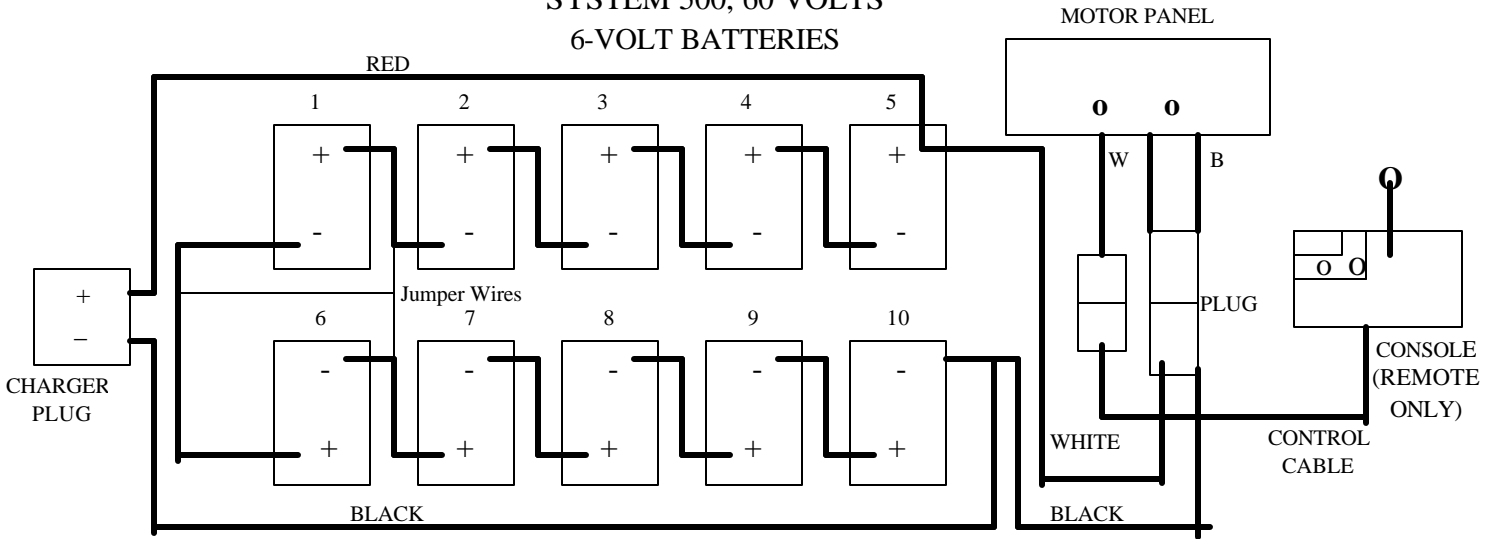 SYSTEM 500, 60 VOLTS
6-VOLT BATTERIES
MOTOR PANEL
RED
1 2 3 4 5
o o
+ + + + +
W B
- - - - -
O
o O
+
−
CHARGER
PLUG
Jumper Wires
PLUG
6 7 8 9 10
- - - - -
+ + + + +
CONSOLE
(REMOTE
ONLY)
WHITE
CONTROL
CABLE
BLACK
BLACK